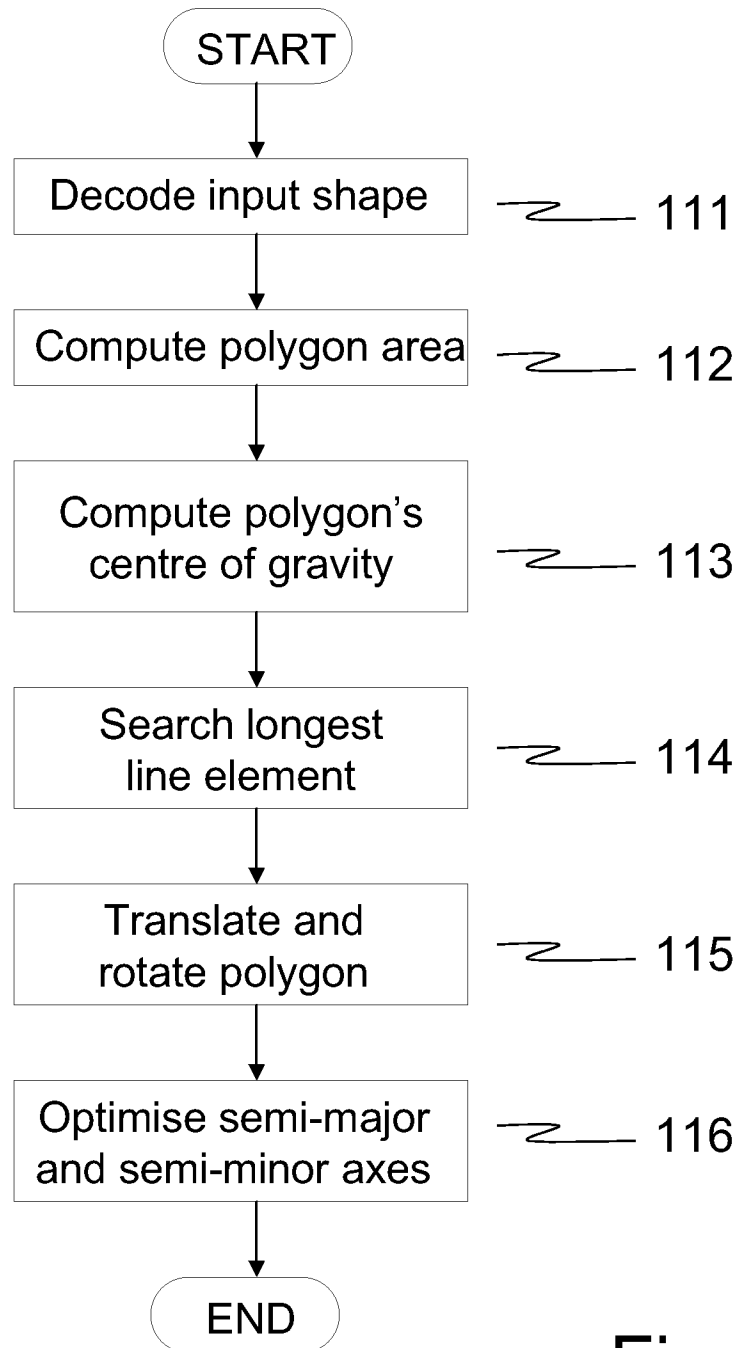 START
Decode input shape
111
Compute polygon area
112
Compute polygon’s
centre of gravity
113
Search longest
line element
114
Translate and
rotate polygon
115
Optimise semi-major
and semi-minor axes
116
END